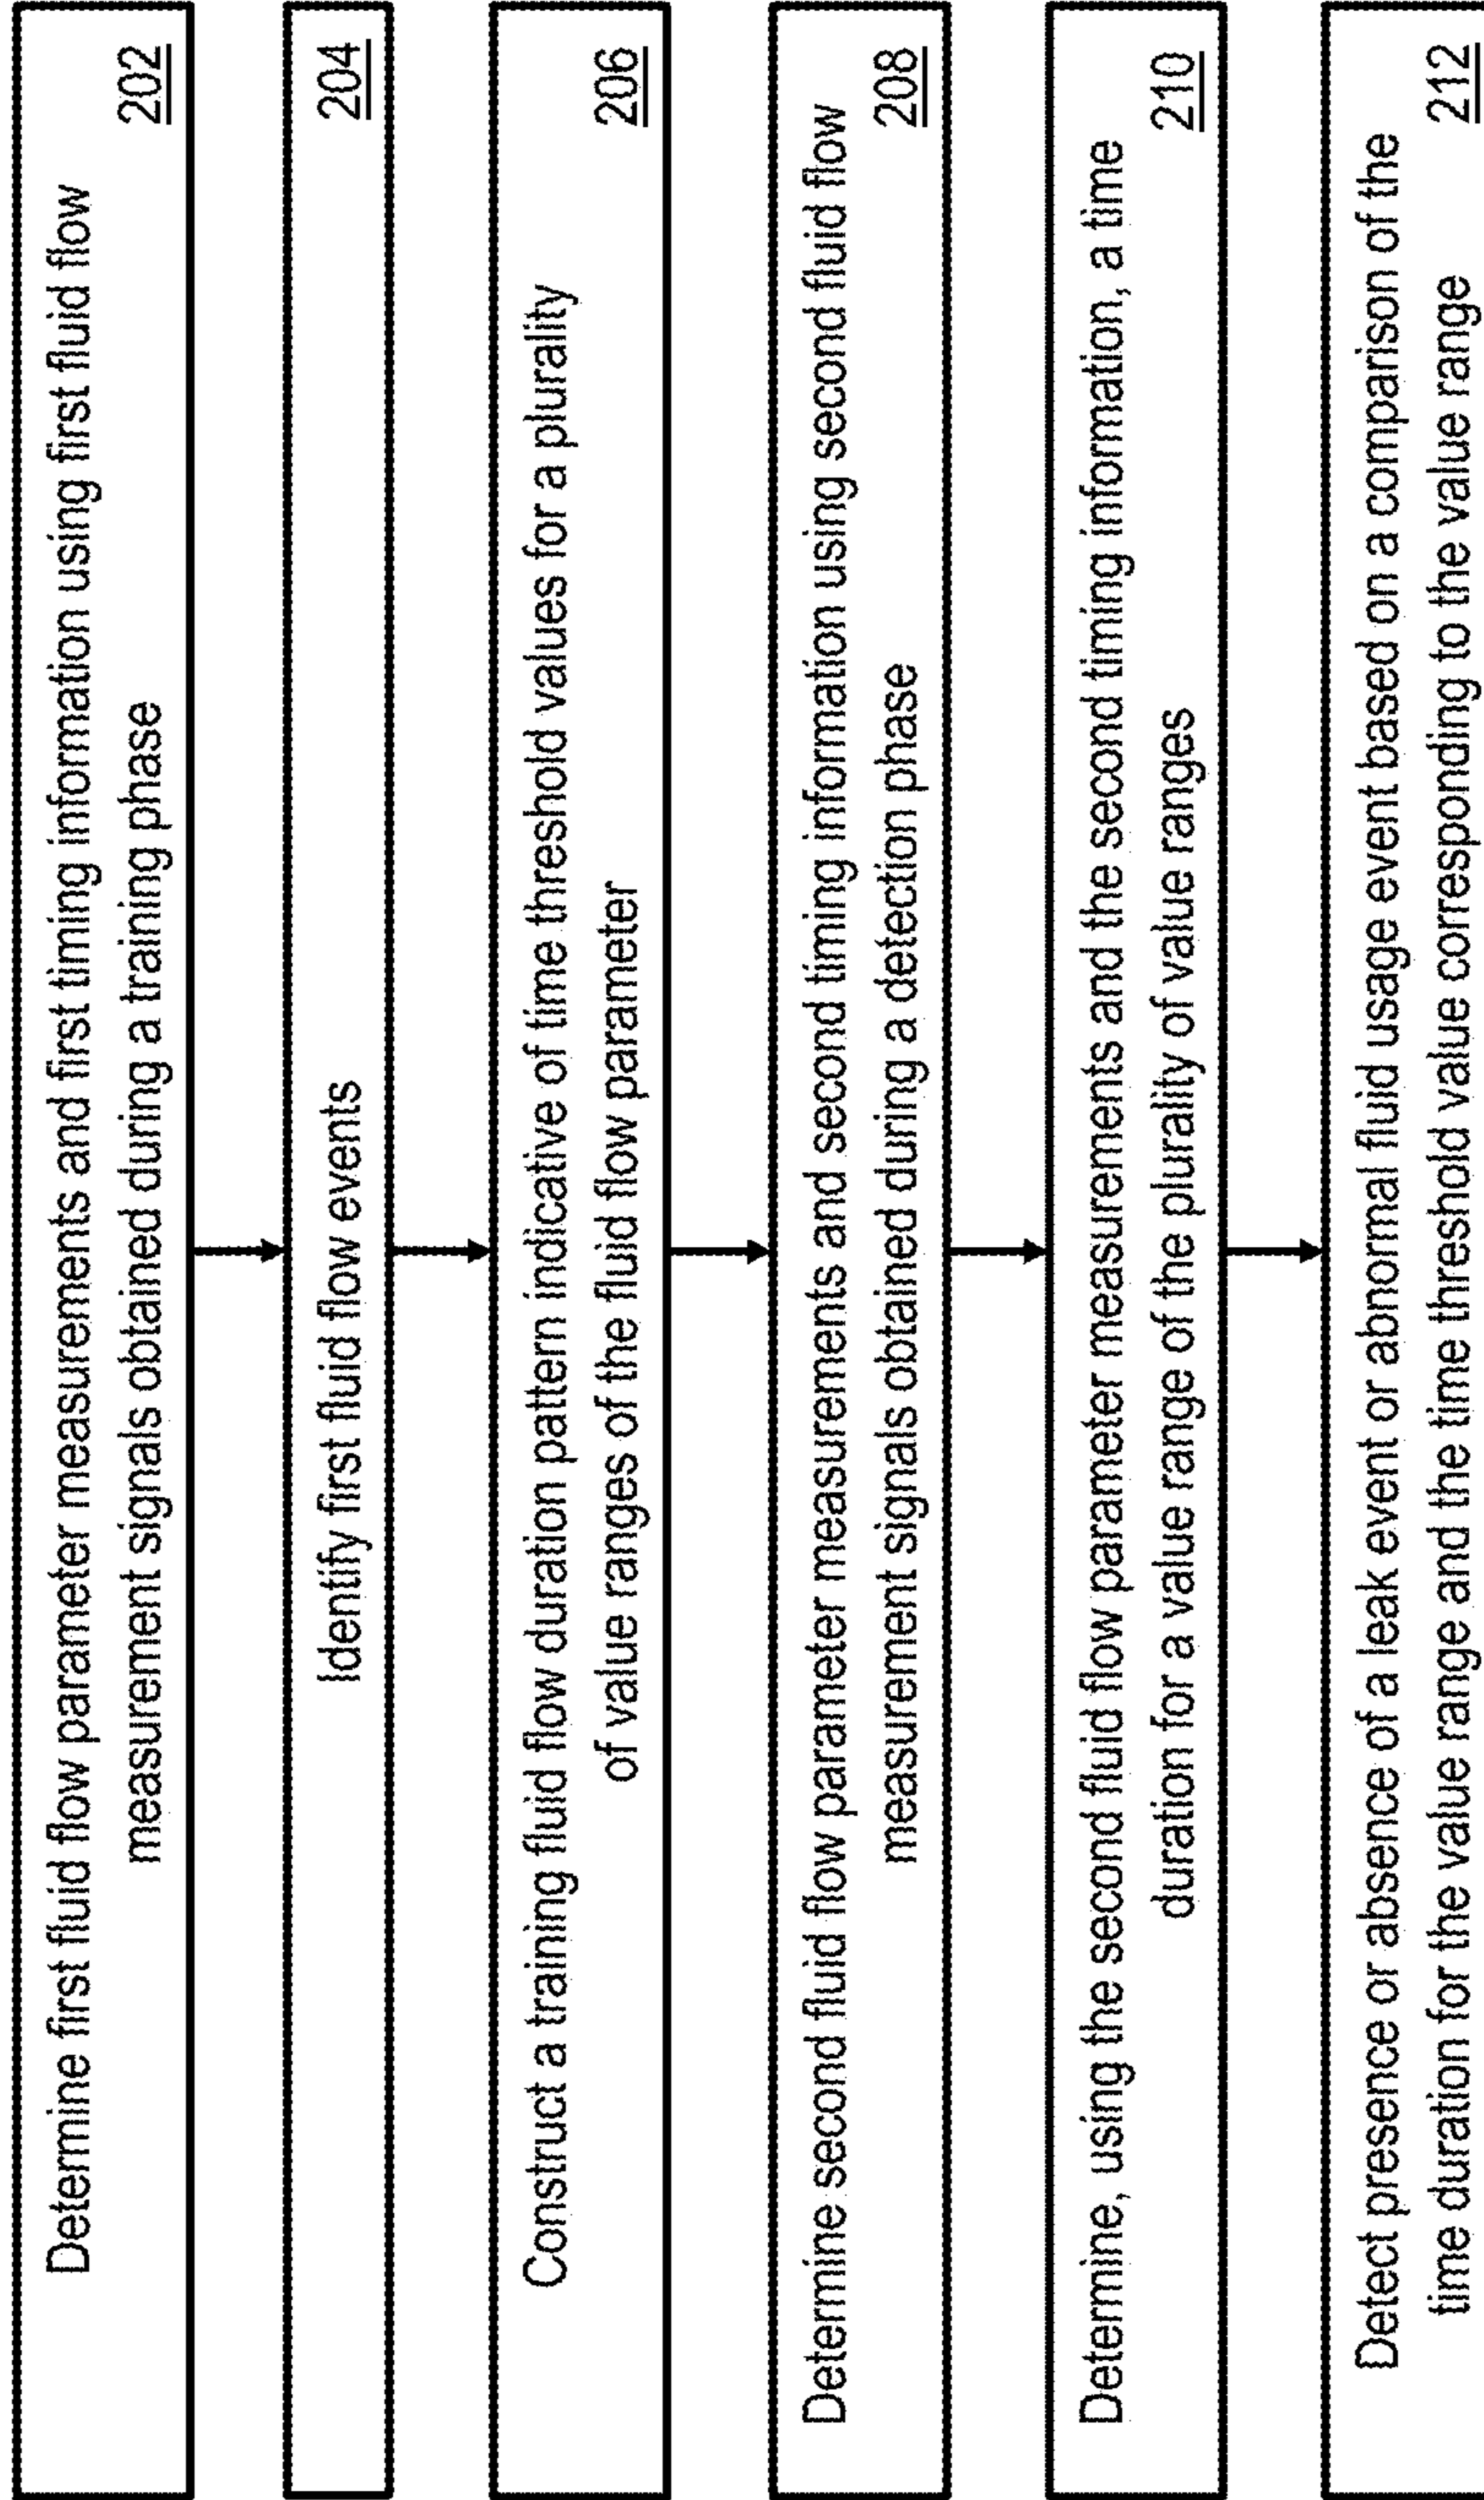 Determine first fluid flow parameter measurements and first timing information using first fluid flow
measurement signals obtained during a training phase
202
Identify first fluid flow events
204
Construct a training fluid flow duration pattern indicative of time threshold values for a plurality
of value ranges of the fluid flow parameter
206
Determine second fluid flow parameter measurements and second timing information using second fluid flow
measurement signals obtained during a detection phase
208
Determine, using the second fluid flow parameter measurements and the second timing information, a time
duration for a value range of the plurality of value ranges
210
Detect presence or absence of a leak event or abnormal fluid usage event based on a comparison of the
time duration for the value range and the time threshold value corresponding to the value range
212